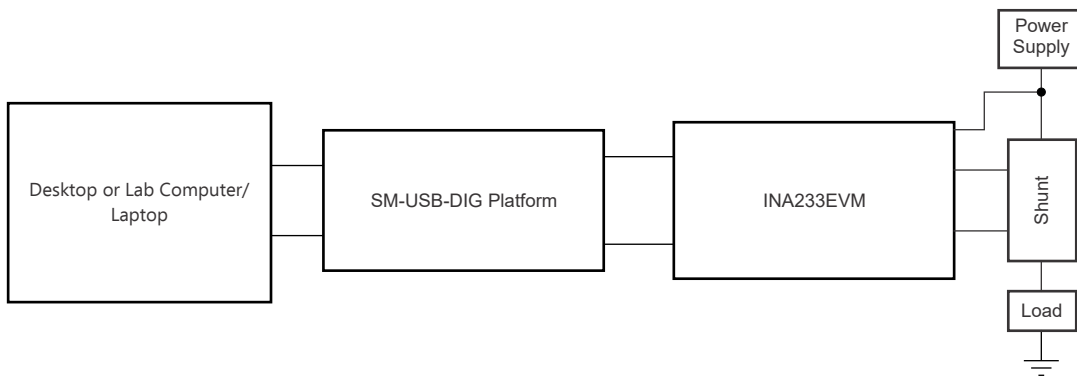 Power
Supply
Desktop or Lab Computer/
Laptop
SM-USB-DIG Platform
INA233EVM
Shunt
Load